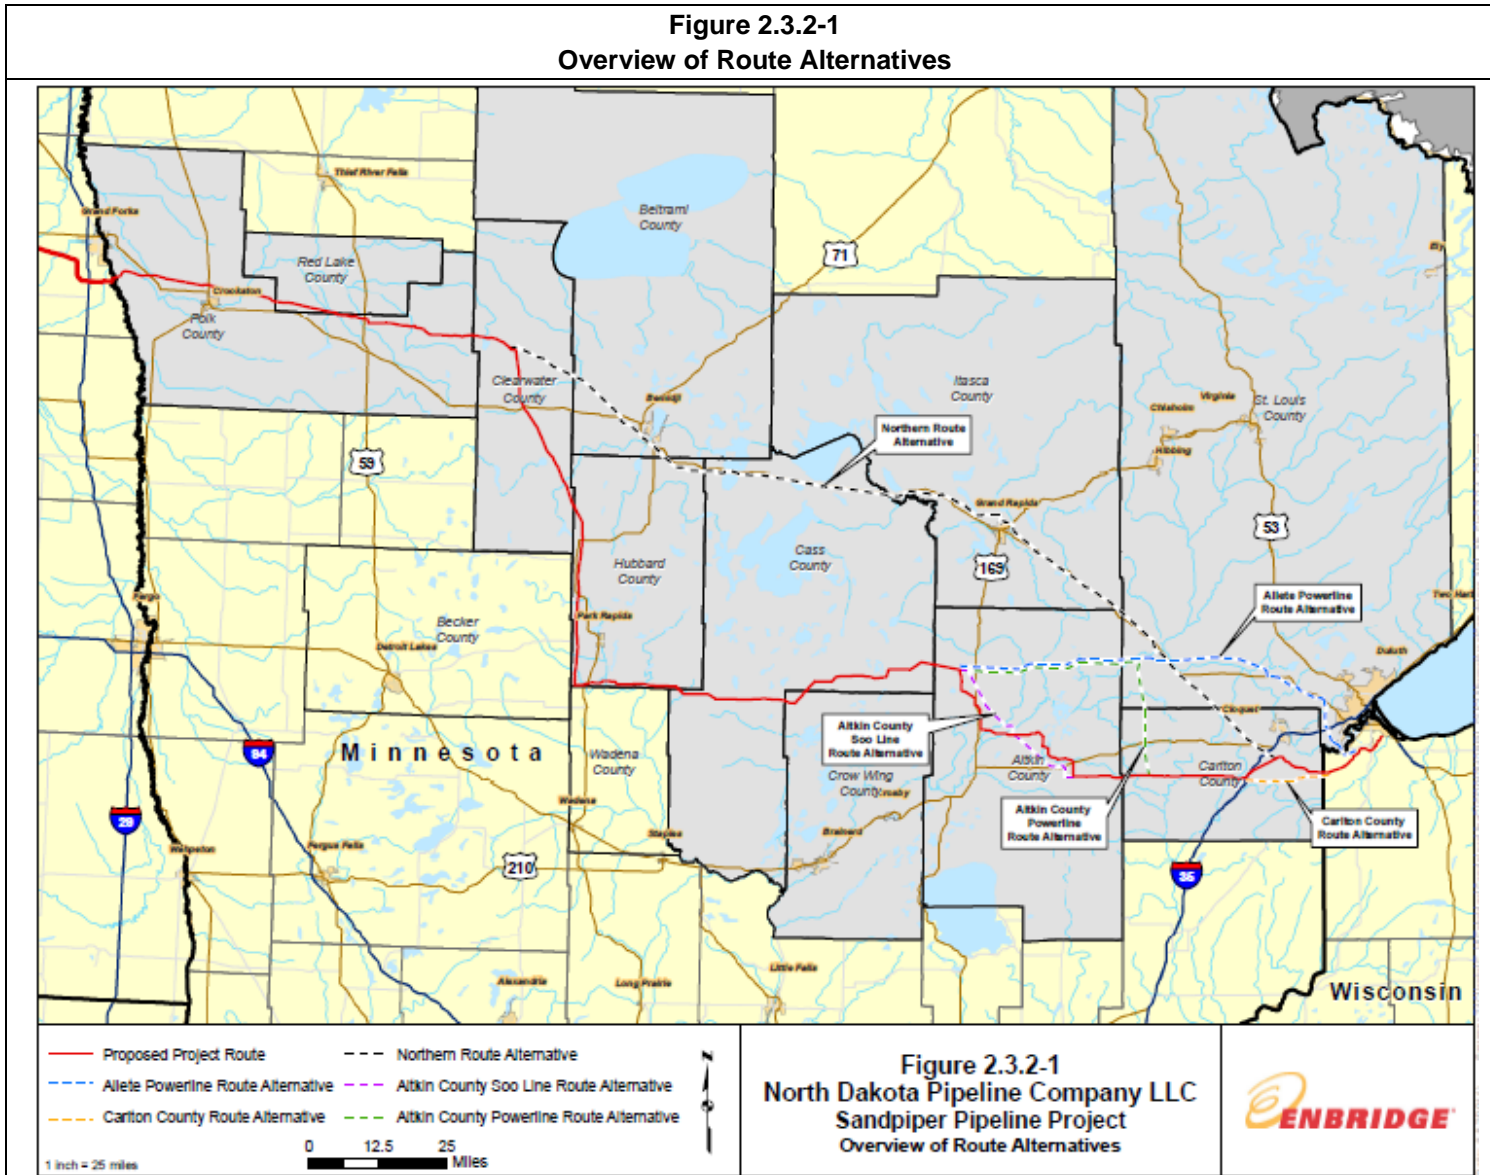 Figure 2.3.2-1
Overview of Route Alternatives
Thief River Falls
Grand Forks
Beltrami
County
71
Ely
Red Lake
County
Crookston
Polk
County
Clearwater
County
Itasca
County
Bemidji
Virginia
Chisholm
St. Louis
County
Northern Route
Alternative
Hibbing
59
Grand Rapids
53
Cass
County
Hubbard
County
169
Fargo
Allete Powerline
Route Alternative
Park Rapids
Becker
County
Detroit Lakes
Duluth
Cloquet
Aitkin County
Soo Line
Route Alternative
Minnesota
94
Wadena
County
Aitkin
County
Carlton
County
Crow Wing
County
Wadena
Aitkin County
Powerline
Route Alternative
Carlton County
Route Alternative
29
Staples
Brainerd
Wahpeton
Fergus Falls
210
35
Little Falls
Alexandria
Long Prairie
Wisconsin
Proposed Project Route
Northern Route Alternative
Allete Powerline Route Alternative
Aitkin County Soo Line Route Alternative
Carlton County Route Alternative
Aitkin County Powerline Route Alternative
N
0 12.5 25
Miles
1 inch = 25 miles
Figure 2.3.2-1
North Dakota Pipeline Company LLC
Sandpiper Pipeline Project
Overview of Route Alternatives
ENBRIDGE